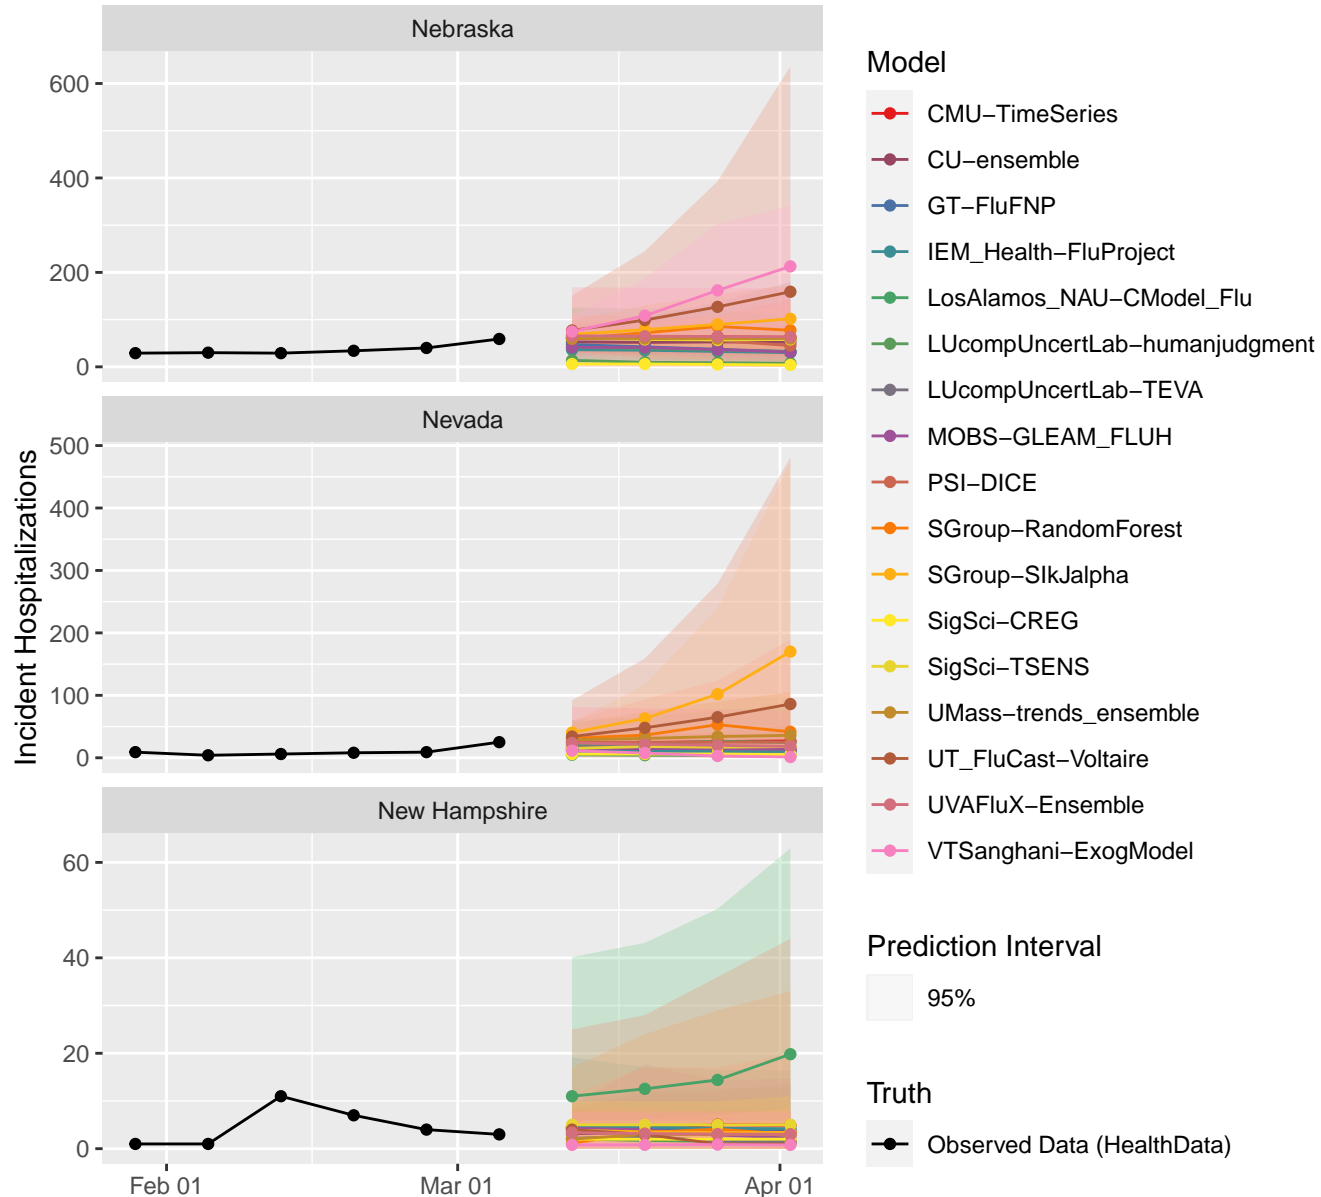 Nebraska
600
400
200
0
Nevada
500
400
300
200
100
0
New Hampshire
60
40
20
0
Feb 01
Mar 01
Apr 01
Incident Hospitalizations
Model
CMU−TimeSeries
CU−ensemble
GT−FluFNP
IEM_Health−FluProject
LosAlamos_NAU−CModel_Flu
LUcompUncertLab−humanjudgment
LUcompUncertLab−TEVA
MOBS−GLEAM_FLUH
PSI−DICE
SGroup−RandomForest
SGroup−SIkJalpha
SigSci−CREG
SigSci−TSENS
UMass−trends_ensemble
UT_FluCast−Voltaire
UVAFluX−Ensemble
VTSanghani−ExogModel
Prediction Interval
95%
Truth
Observed Data (HealthData)